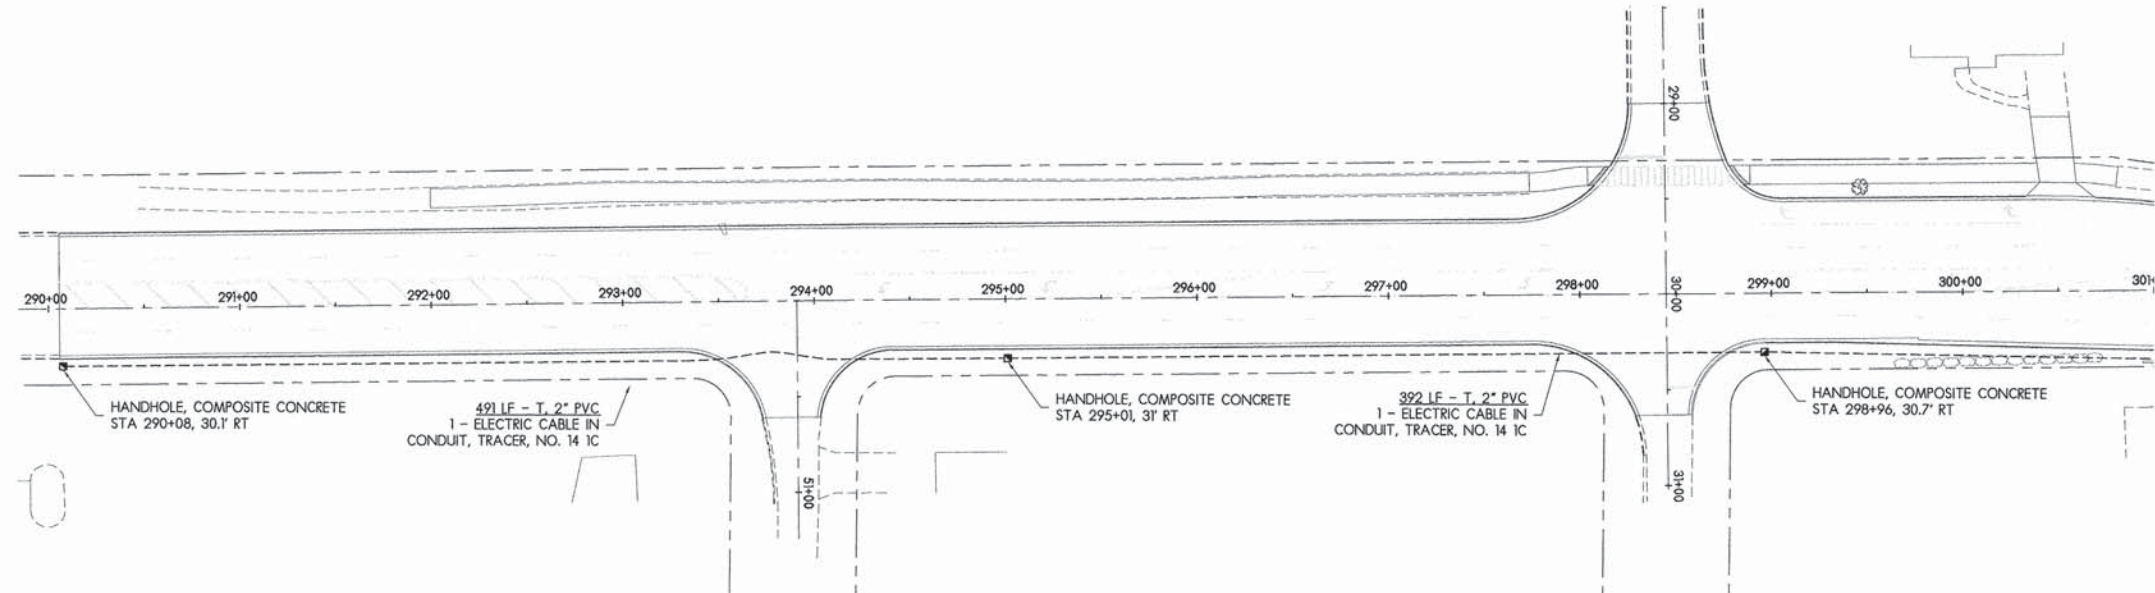 29+00
290+00
291+00
292+00
293+00
294+00
295+00
296+00
297+00
298+00
30+00
299+00
300+00
301+
HANDHOLE, COMPOSITE CONCRETE
STA 290+08, 30.1' RT
491 LF - T, 2" PVC
1 - ELECTRIC CABLE IN
CONDUIT, TRACER, NO. 14 1C
HANDHOLE, COMPOSITE CONCRETE
STA 295+01, 31' RT
392 LF - T, 2" PVC
1 - ELECTRIC CABLE IN
CONDUIT, TRACER, NO. 14 1C
HANDHOLE, COMPOSITE CONCRETE
STA 298+96, 30.7' RT
51+00
31+00